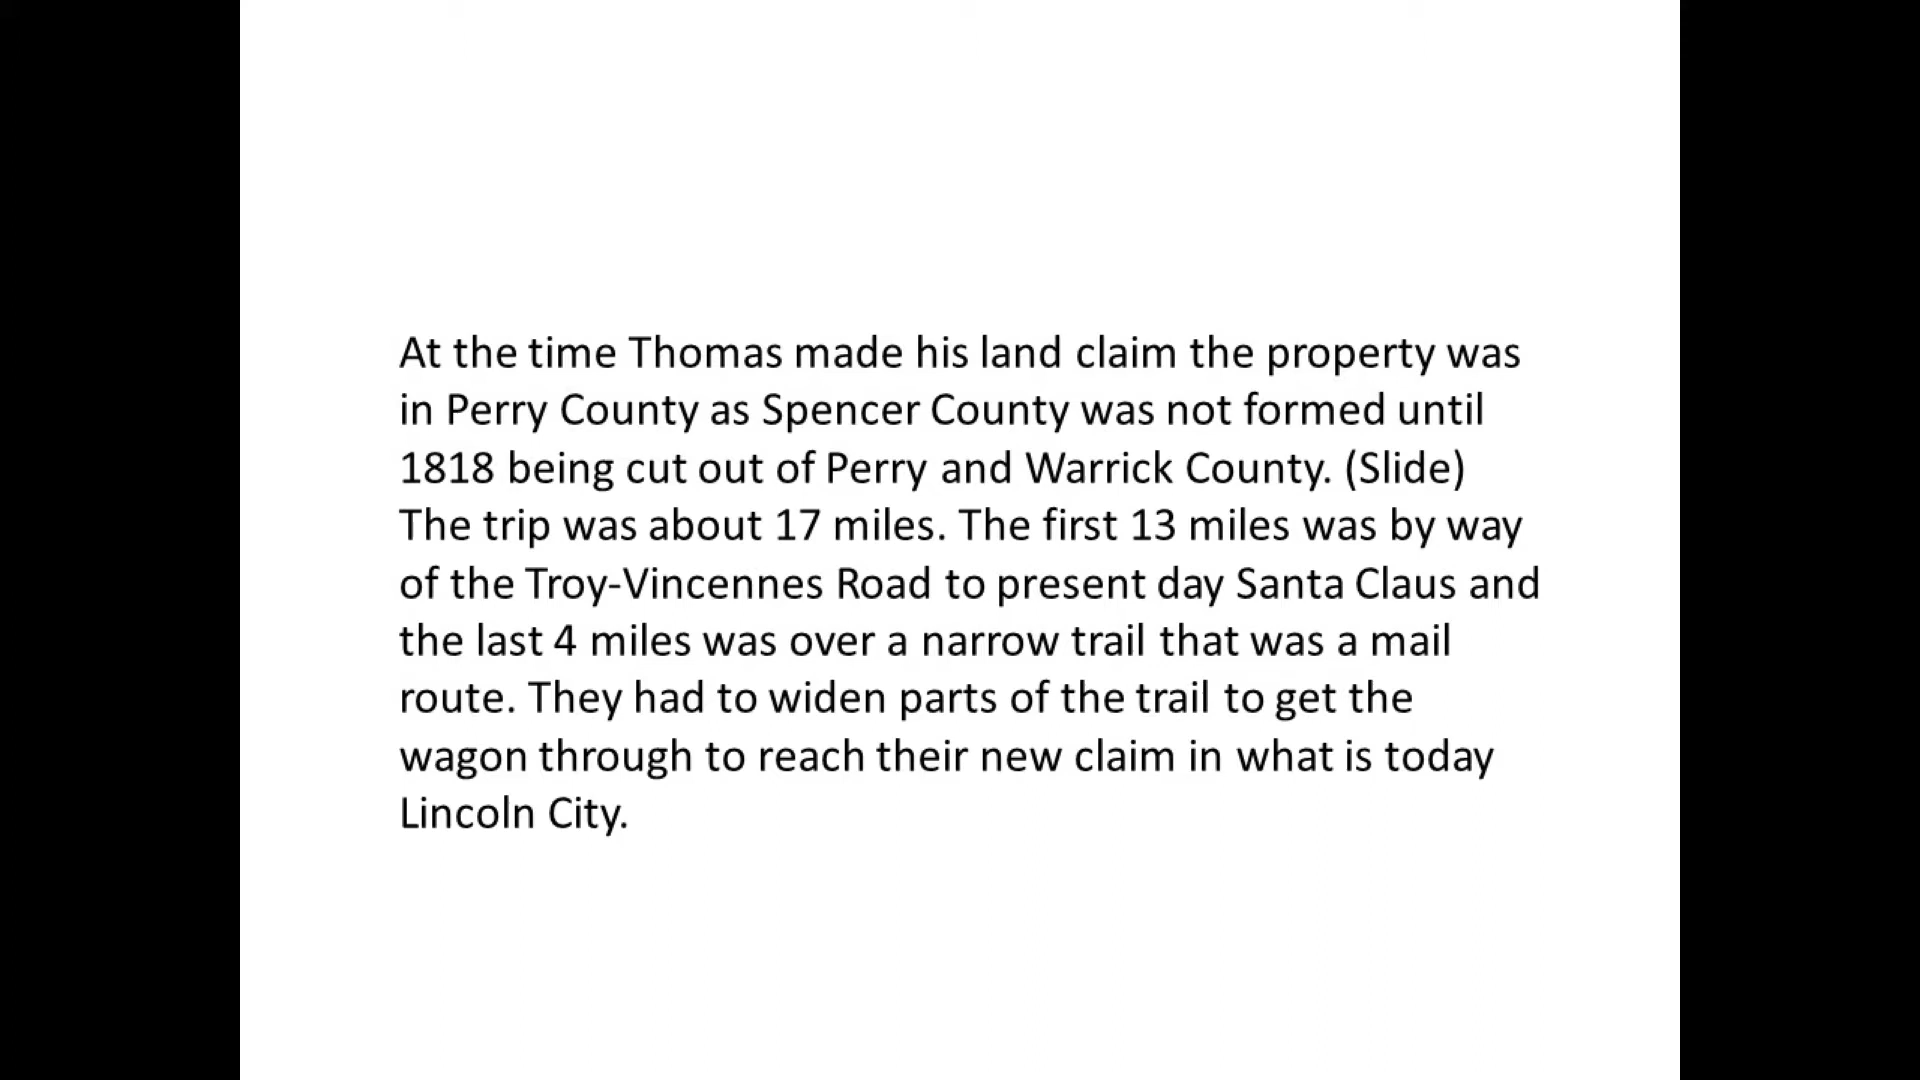 At the time Thomas made his land claim the property was
in Perry County as Spencer County was not formed until
1818 being cut out of Perry and Warrick County. (Slide)
The trip was about 17 miles. The first 13 miles was by way
of the Troy-Vincennes Road to present day Santa Claus and
the last 4 miles was over a narrow trail that was a mail
route. They had to widen parts of the trail to get the
wagon through to reach their new claim in what is today
Lincoln City.